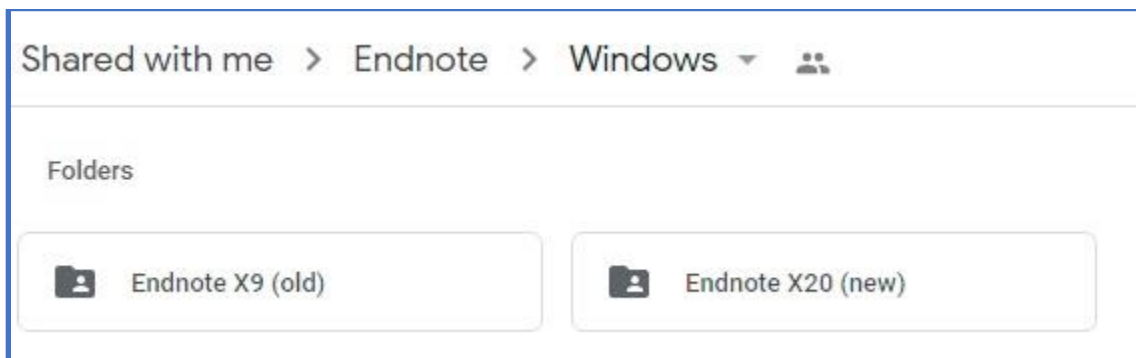 Shared with me > Endnote > Windows
Folders
Endnote X9 (old) Endnote X20 (new)